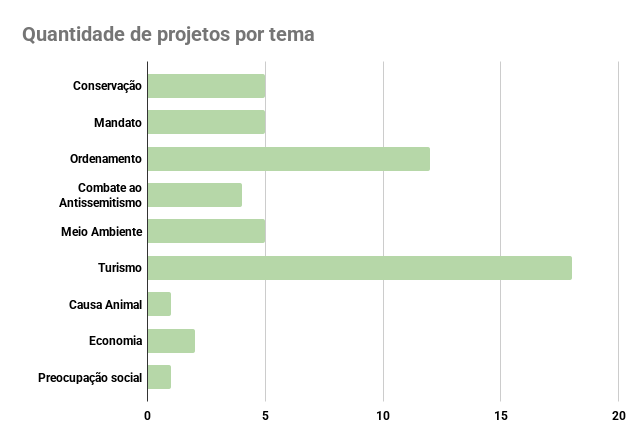 Quantidade de projetos por tema
Conservação
Mandato
Ordenamento
Combate ao
Antissemitismo
Meio Ambiente
Turismo
Causa Animal
Economia
Preocupação social
0 5 10 15 20